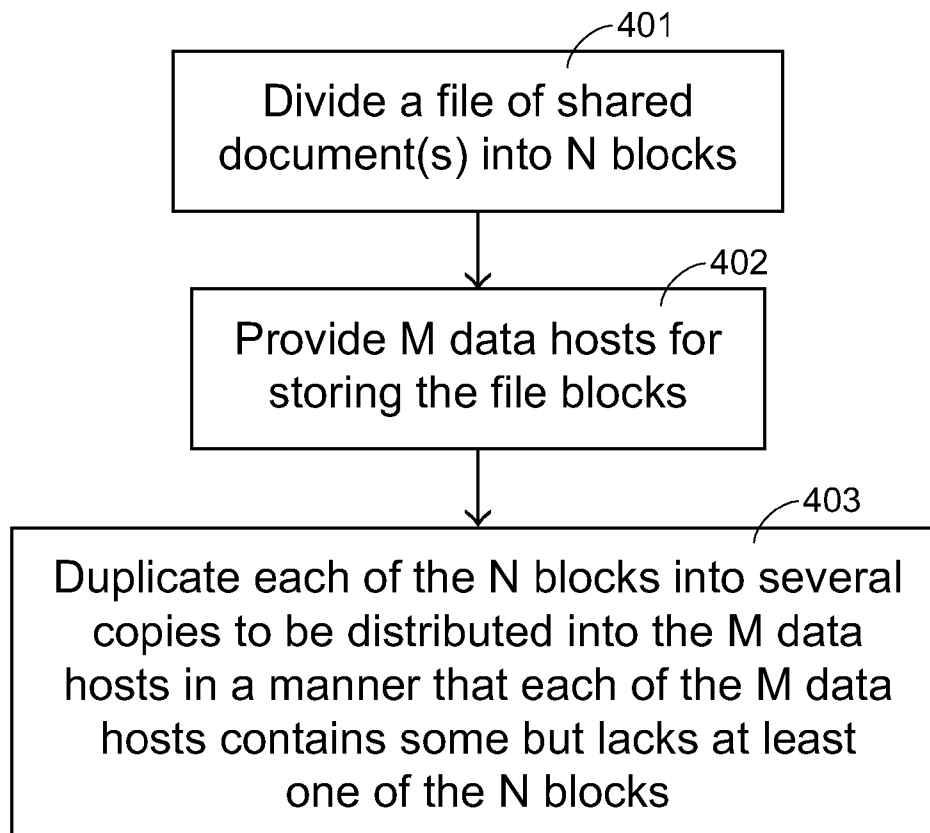 401
Divide a file of shared
document(s) into N blocks
402
Provide M data hosts for
storing the file blocks
403
Duplicate each of the N blocks into several
copies to be distributed into the M data
hosts in a manner that each of the M data
hosts contains some but lacks at least
one of the N blocks